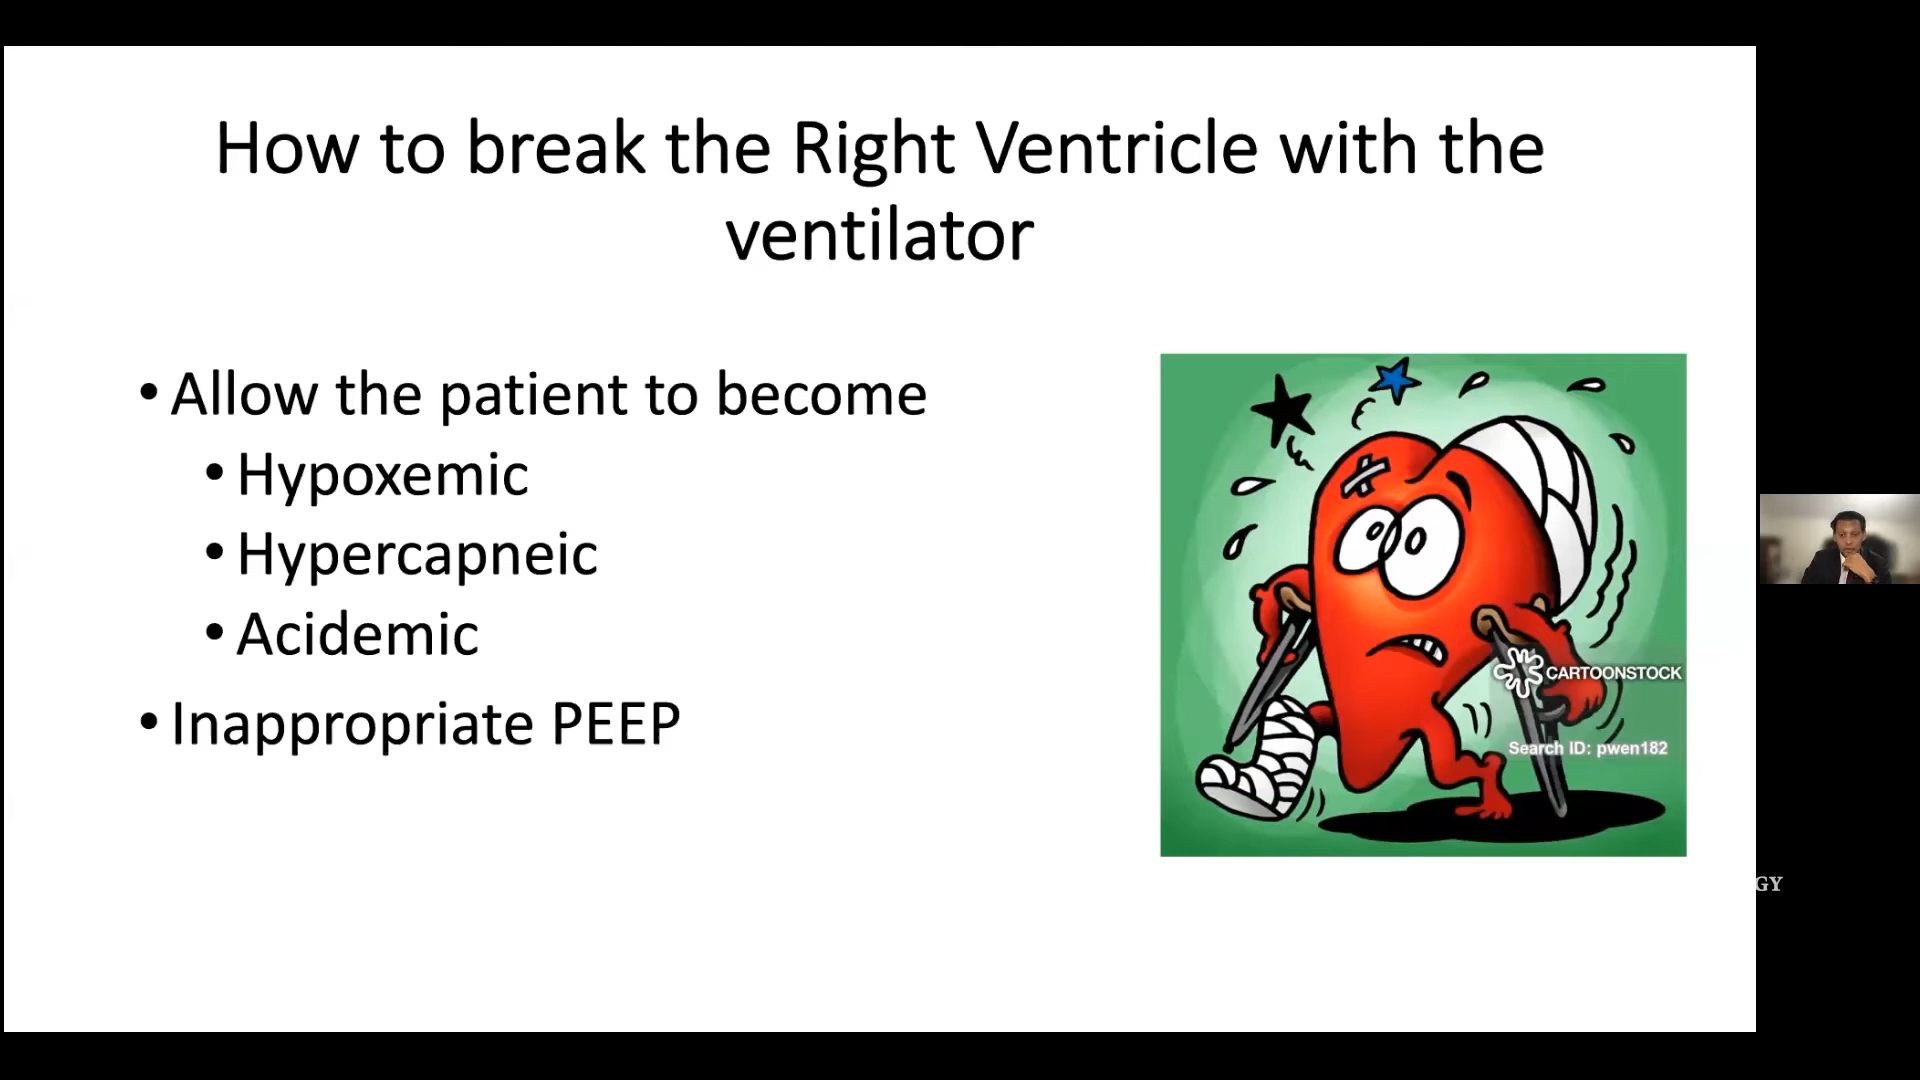 How to break the Right Ventricle with the
ventilator
• Allow the patient to become
• Hypoxemic
• Hypercapneic
• Acidemic
• Inappropriate PEEP
CARTOONSTOCK
Search ID: pwen182
GY